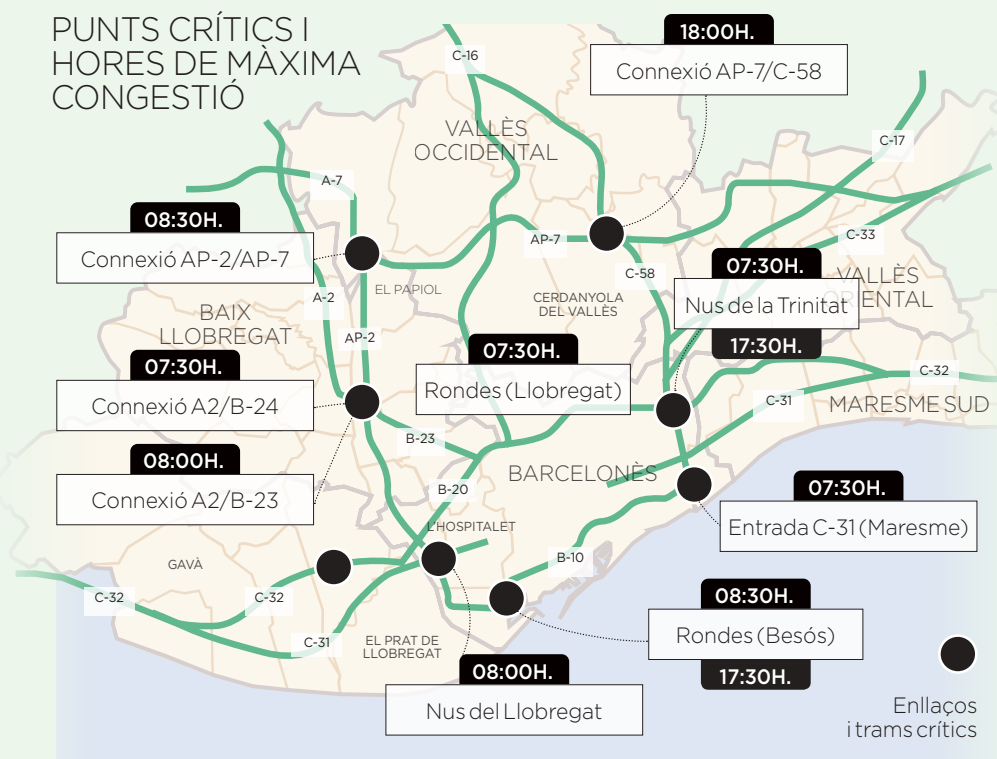 PUNTS CRÍTICS I
HORES DE MÀXIMA
CONGESTIÓ
18:00H.
Connexió AP-7/C-58
C-16
VALLÈS
OCCIDENTAL
C-17
A-7
08:30H.
Connexió AP-2/AP-7
AP-7
C-33
C-58
07:30H.
Nus de la Trinitat
17:30H.
VALLÈS
ORIENTAL
EL PAPIOL
CERDANYOLA
DEL VALLÈS
A-2
BAIX
LLOBREGAT
AP-2
07:30H.
Rondes (Llobregat)
07:30H.
Connexió A2/B-24
C-32
C-31
MARESME SUD
B-23
08:00H.
Connexió A2/B-23
BARCELONÈS
B-20
07:30H.
Entrada C-31 (Maresme)
L'HOSPITALET
GAVÀ
B-10
C-32
C-32
C-31
EL PRAT DE
LLOBREGAT
08:30H.
Rondes (Besós)
17:30H.
08:00H.
Nus del Llobregat
Enllaços
i trams crítics